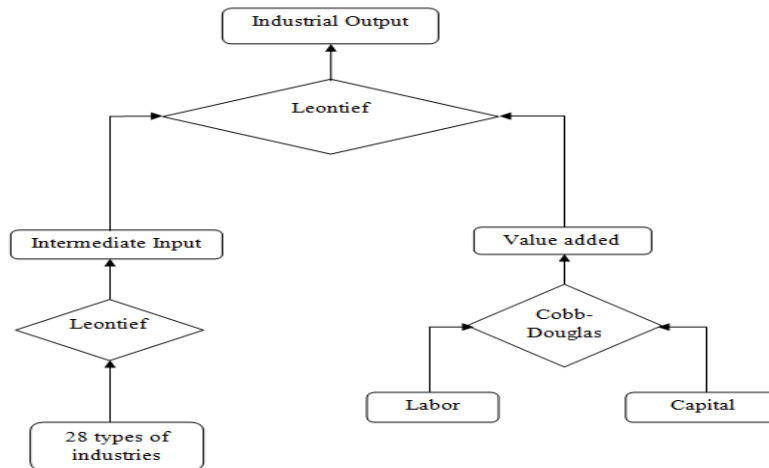 Industrial Output
Leontief
Intermediate Input
Value added
Leontief
Cobb-
Douglas
Labor
Capital
28 types of
industries